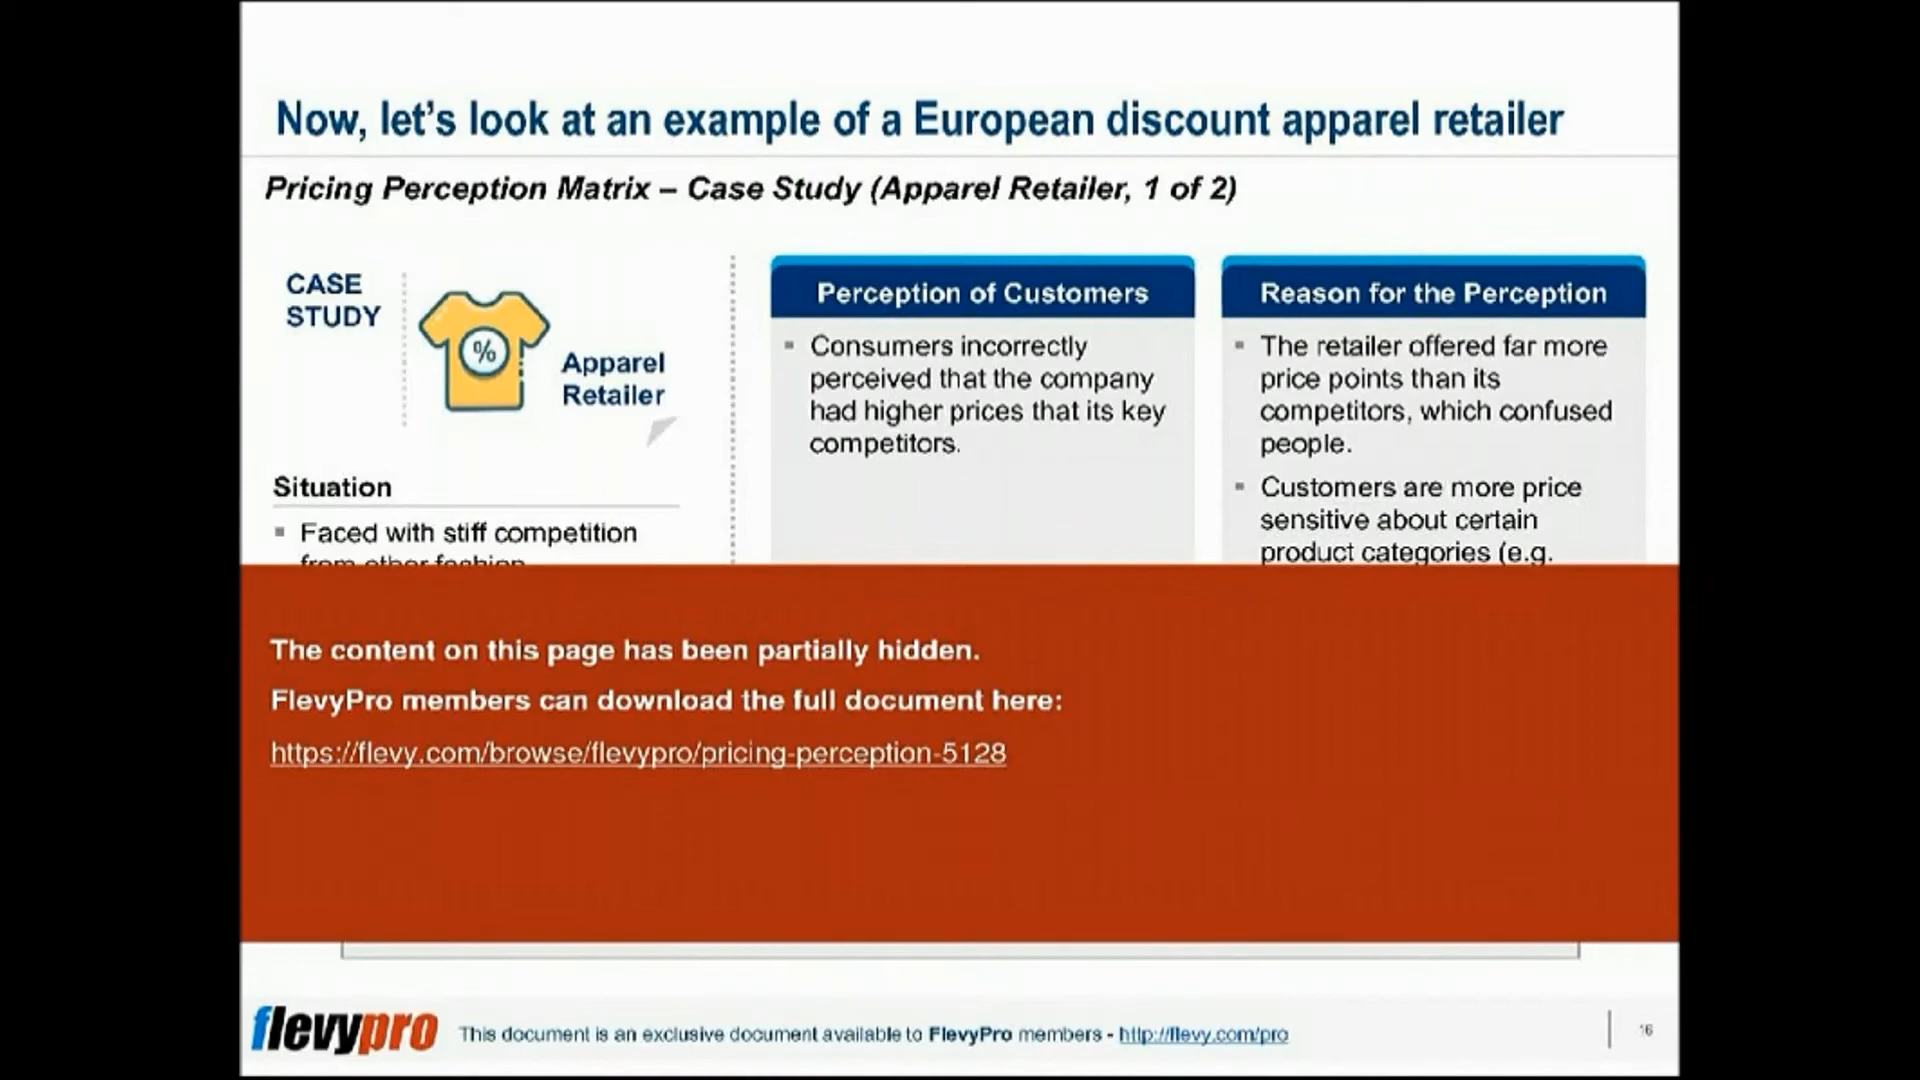 Now, let's look at an example of a European discount apparel retailer
Pricing Perception Matrix – Case Study (Apparel Retailer, 1 of 2)
CASE
STUDY
%
Apparel
Retailer
Situation
▪ Faced with stiff competition
from other fashion
Perception of Customers
▪ Consumers incorrectly
perceived that the company
had higher prices that its key
competitors.
Reason for the Perception
▪ The retailer offered far more
price points than its
competitors, which confused
people.
▪ Customers are more price
sensitive about certain
product categories (e.g.
The content on this page has been partially hidden.
FlevyPro members can download the full document here:
https://flevy.com/browse/flevypro/pricing-perception-5128
flevypro
This document is an exclusive document available to FlevyPro members - http://flevy.com/pro
16